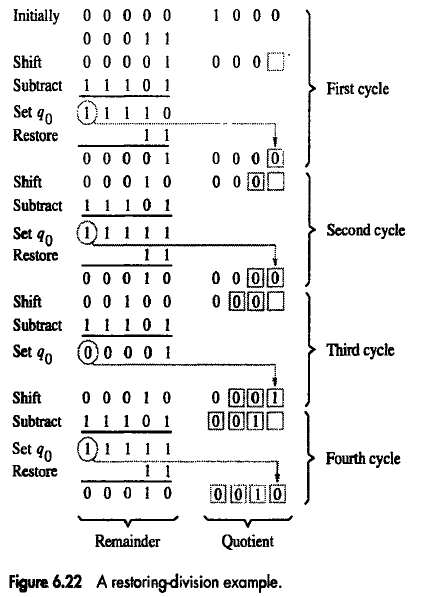 Initially 0 0 0 0 0 1 0 0 0
0 0 0 1 1
Shift 0 0 0 0 1 0 0 0
Subtract 1 1 1 0 1
First cycle
Set q0 1 1 1 1 0
Restore 1 1
0 0 0 0 1 0 0 0 0
Shift 0 0 0 1 0 0 0 0
Subtract 1 1 1 0 1
Set q0 1 1 1 1 1 Second cycle
Restore 1 1
0 0 0 1 0 0 0 0 0
Shift 0 0 1 0 0 0 0 0
Subtract 1 1 1 0 1
Set q0 0 0 0 0 1 Third cycle
Shift 0 0 0 1 0 0 0 0 1
Subtract 1 1 1 0 1 0 0 1
Set q0 1 1 1 1 1 Fourth cycle
Restore 1 1
0 0 0 1 0 0 0 1 0
Remainder Quotient
Figure 6.22 A restoring-division example.